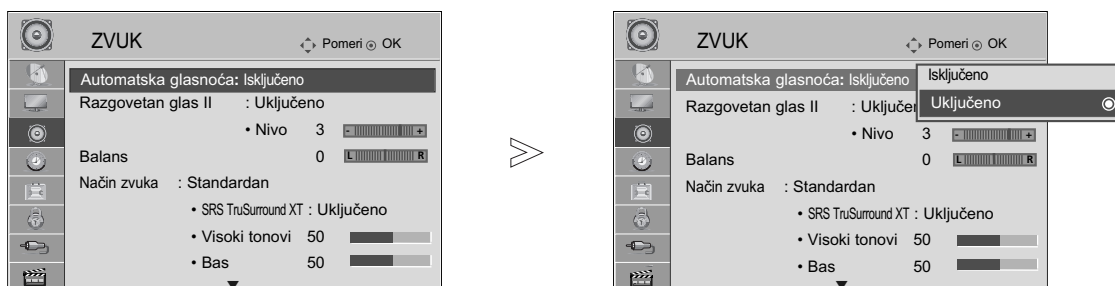 ZVUK
Pomeri OK
Automatska glasnoća: Isključeno
Razgovetan glas II : Uključeno
• Nivo 3 - +
Balans 0 L R
Način zvuka : Standardan
• SRS TruSurround XT : Uključeno
• Visoki tonovi 50
• Bas 50
ZVUK
Pomeri OK
Automatska glasnoća: Isključeno
Isključeno
Uključeno
Razgovetan glas II : Uključen
• Nivo 3 - +
Balans 0 L R
Način zvuka : Standardan
• SRS TruSurround XT : Uključeno
• Visoki tonovi 50
• Bas 50